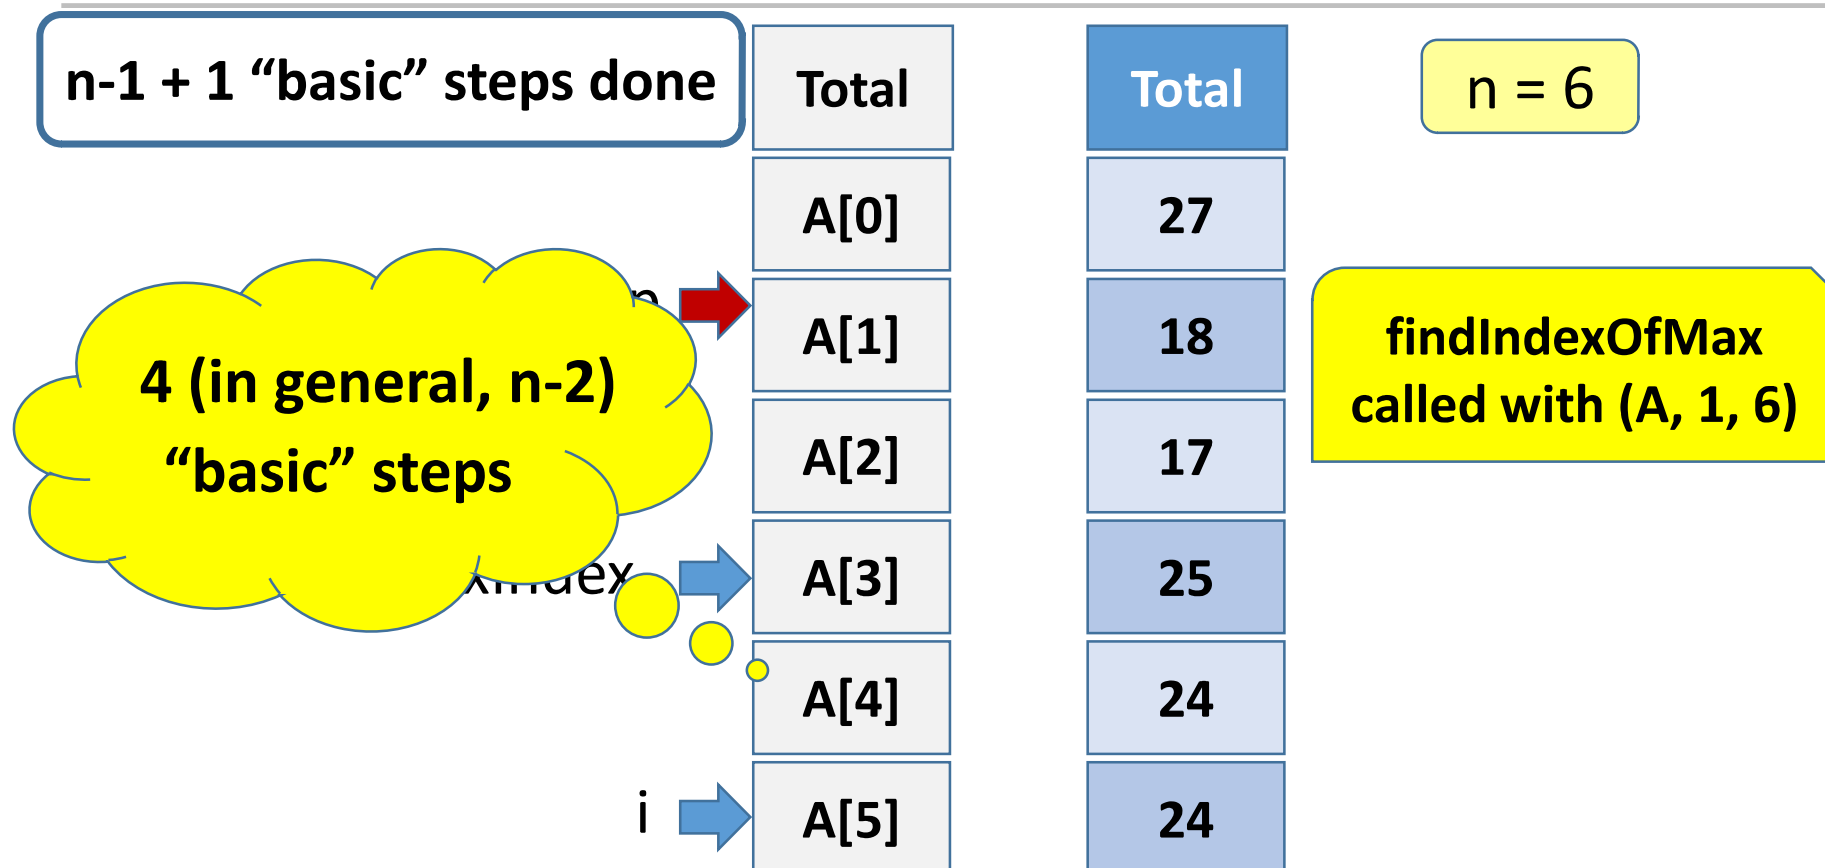 n-1 + 1 “basic” steps done
Total
Total
n = 6
A[0]
27
A[1]
18
4 (in general, n-2)
“basic” steps
findIndexOfMax
called with (A, 1, 6)
A[2]
17
A[3]
25
A[4]
24
i
A[5]
24